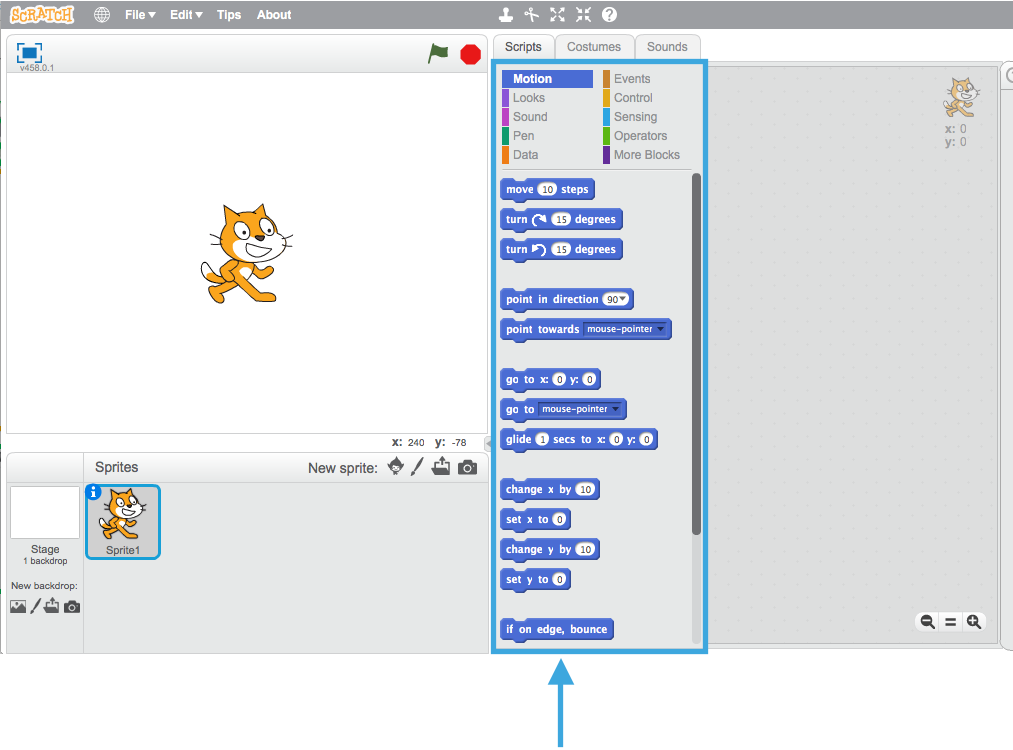 SCRATCH File Edit Tips About
v458.0.1
Scripts Costumes Sounds
Motion Events
Looks Control
Sound Sensing
Pen Operators
Data More Blocks
move 10 steps
turn 15 degrees
turn 15 degrees
point in direction 90
point towards mouse-pointer
go to x: 0 y: 0
go to mouse-pointer
glide 1 secs to x: 0 y: 0
change x by 10
set x to 0
change y by 10
set y to 0
if on edge, bounce
x: 0
y: 0
x: 240 y: -78
Sprites New sprite:
Stage
1 backdrop
New backdrop:
Sprite1